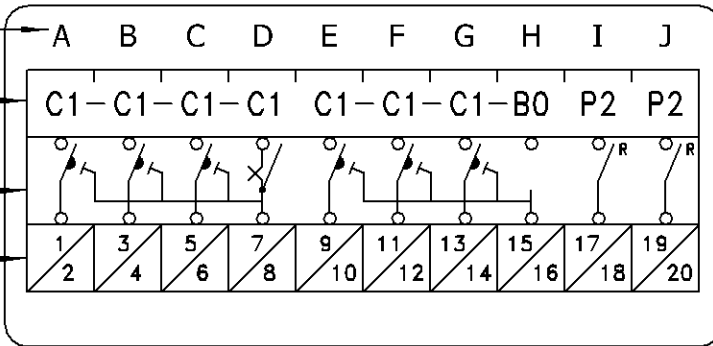 A B C D E F G H I J
C1-C1-C1-C1 C1-C1-C1-B0 P2 P2
R R
1 3 5 7 9 11 13 15 17 19
2 4 6 8 10 12 14 16 18 20